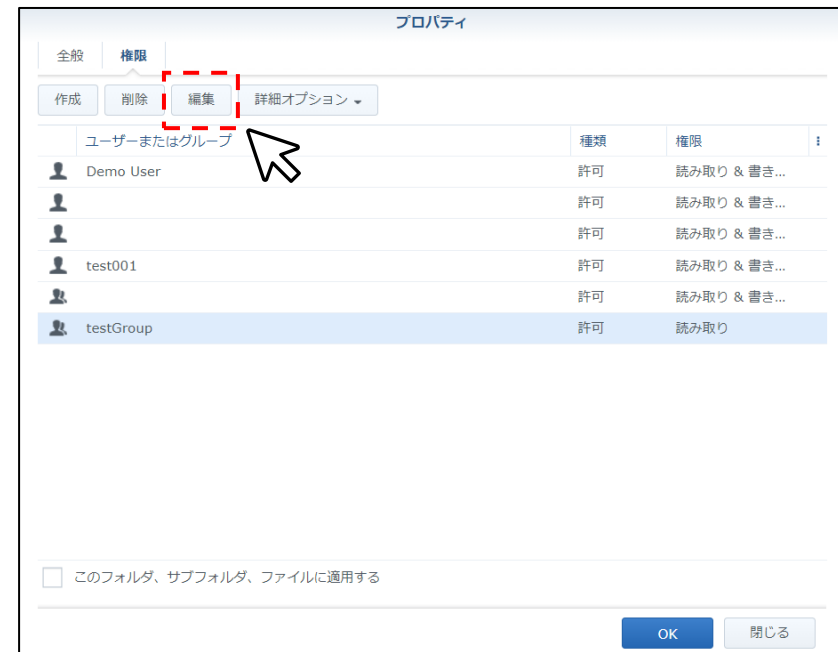 プロパティ
全般 権限
作成 削除 編集 詳細オプション
ユーザーまたはグループ 種類 権限
Demo User 許可 読み取り & 書き...
許可 読み取り & 書き...
許可 読み取り & 書き...
test001 許可 読み取り & 書き...
許可 読み取り & 書き...
testGroup 許可 読み取り
このフォルダ、サブフォルダ、ファイルに適用する
OK 閉じる